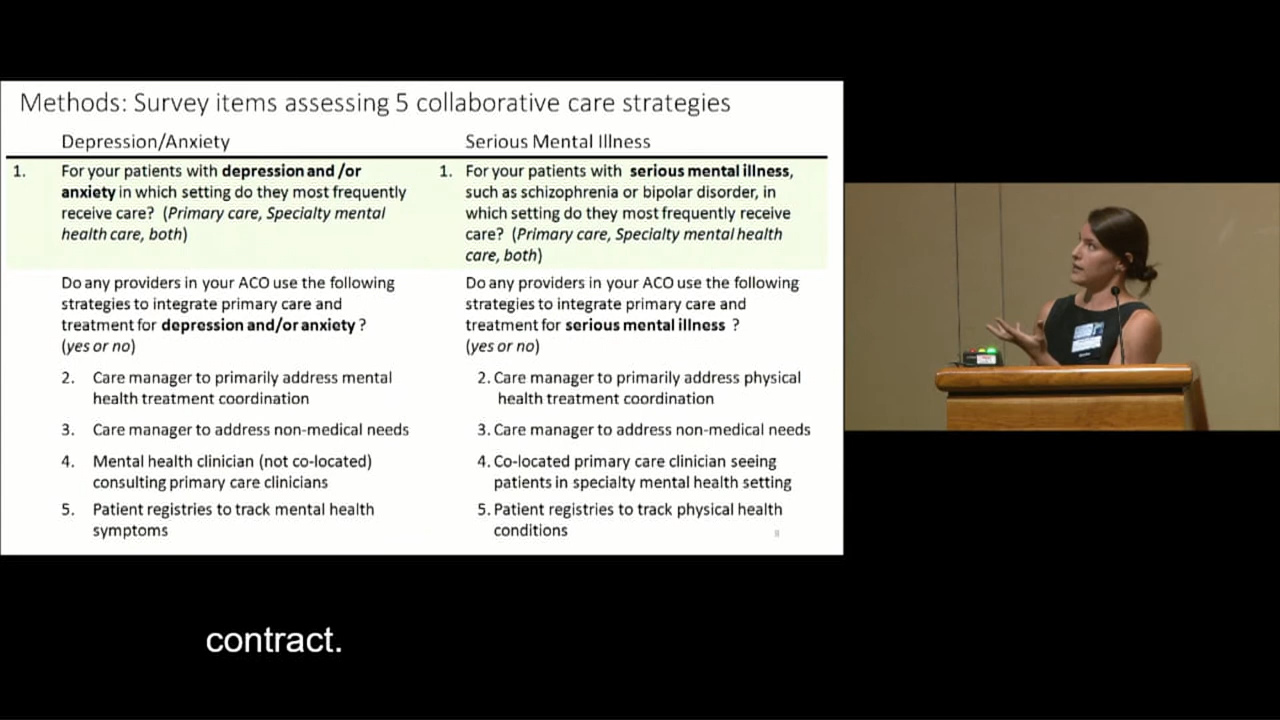 Methods: Survey items assessing 5 collaborative care strategies
Depression/Anxiety
1. For your patients with depression and /or
anxiety in which setting do they most frequently
receive care? (Primary care, Specialty mental
health care, both)
Do any providers in your ACO use the following
strategies to integrate primary care and
treatment for depression and/or anxiety ?
(yes or no)
2. Care manager to primarily address mental
health treatment coordination
3. Care manager to address non-medical needs
4. Mental health clinician (not co-located)
consulting primary care clinicians
5. Patient registries to track mental health
symptoms
Serious Mental Illness
1. For your patients with serious mental illness,
such as schizophrenia or bipolar disorder, in
which setting do they most frequently receive
care? (Primary care, Specialty mental health
care, both)
Do any providers in your ACO use the following
strategies to integrate primary care and
treatment for serious mental illness ?
(yes or no)
2. Care manager to primarily address physical
health treatment coordination
3. Care manager to address non-medical needs
4. Co-located primary care clinician seeing
patients in specialty mental health setting
5. Patient registries to track physical health
conditions
contract.